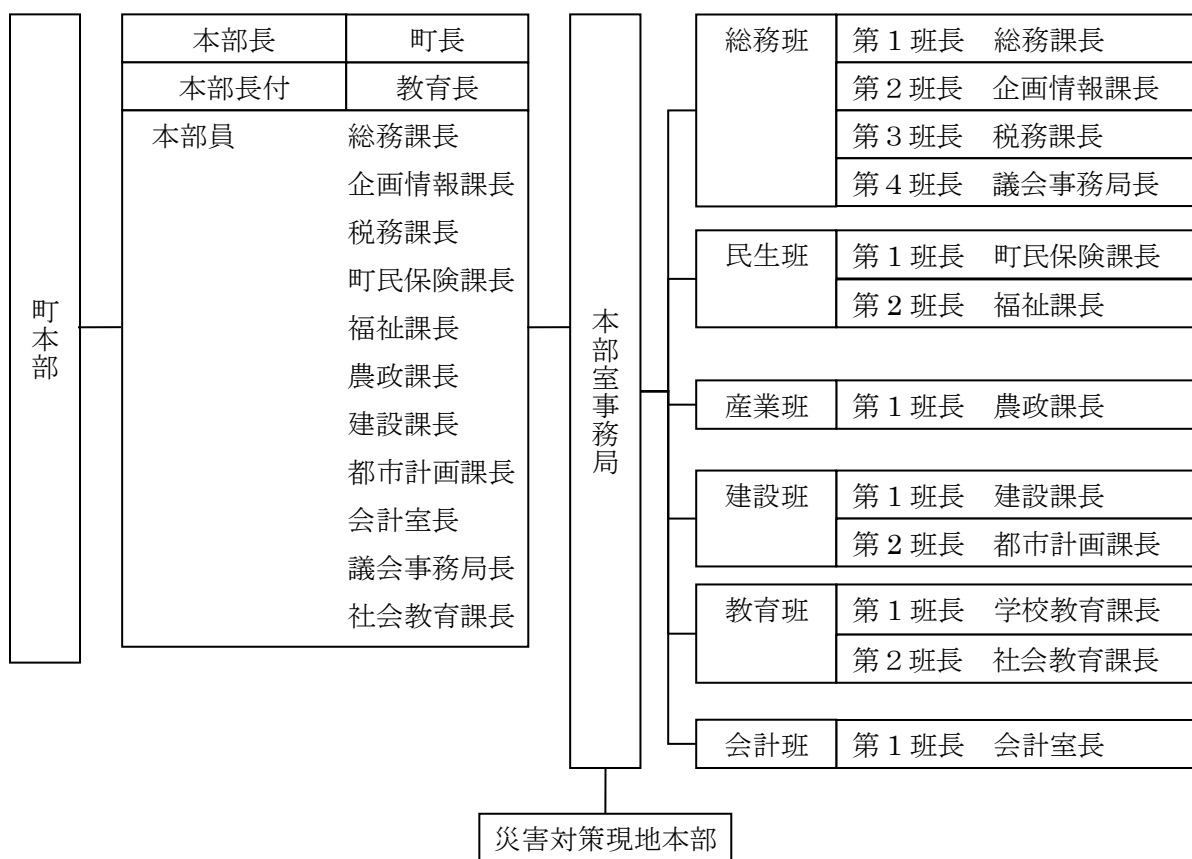 町本部
本部長 町長
本部長付 教育長
本部員 総務課長
企画情報課長
税務課長
町民保険課長
福祉課長
農政課長
建設課長
都市計画課長
会計室長
議会事務局長
社会教育課長
本部室事務局
総務班 第1班長 総務課長
第2班長 企画情報課長
第3班長 税務課長
第4班長 議会事務局長
民生班 第1班長 町民保険課長
第2班長 福祉課長
産業班 第1班長 農政課長
建設班 第1班長 建設課長
第2班長 都市計画課長
教育班 第1班長 学校教育課長
第2班長 社会教育課長
会計班 第1班長 会計室長
災害対策現地本部